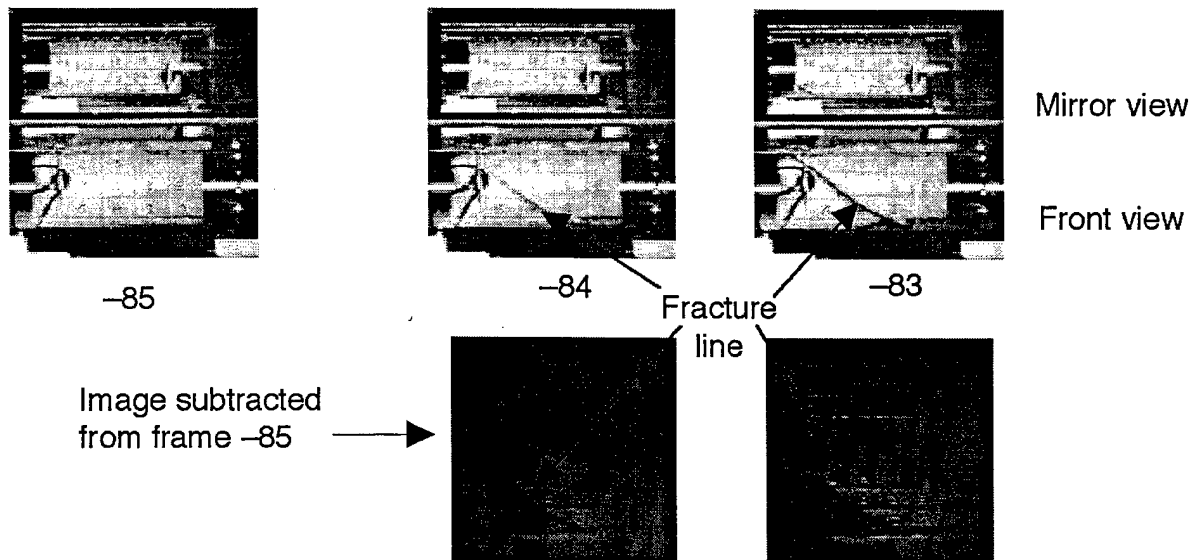 Mirror view
Front view
–85
–84
–83
Fracture
line
Image subtracted
from frame –85